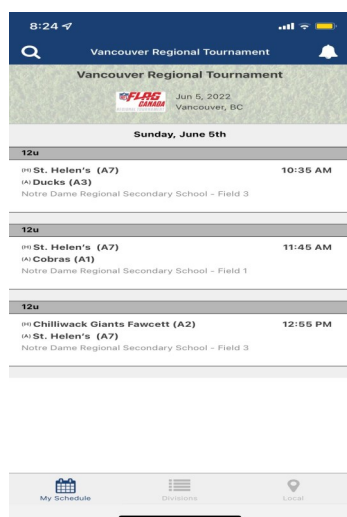 8:24
Vancouver Regional Tournament
Vancouver Regional Tournament
FLAG
CANADA
Jun 5, 2022
Vancouver, BC
Sunday, June 5th
12u
(H) St. Helen's (A7) 10:35 AM
(A) Ducks (A3)
Notre Dame Regional Secondary School - Field 3
12u
(H) St. Helen's (A7) 11:45 AM
(A) Cobras (A1)
Notre Dame Regional Secondary School - Field 1
12u
(H) Chilliwack Giants Fawcett (A2) 12:55 PM
(A) St. Helen's (A7)
Notre Dame Regional Secondary School - Field 3
My Schedule Divisions Local